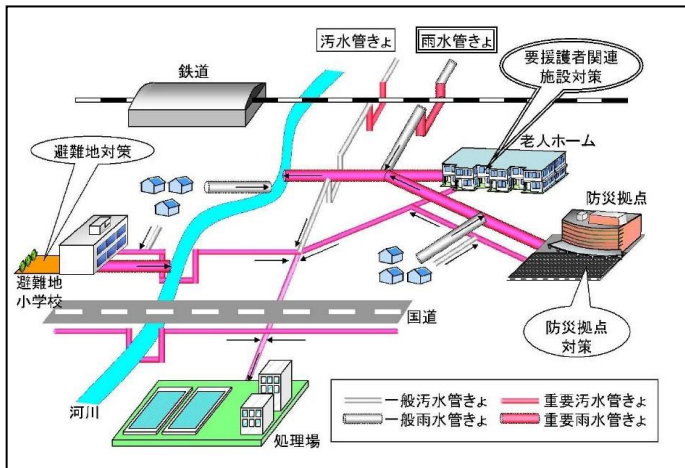 汚水管きょ
雨水管きょ
要援護者関連
施設対策
鉄道
老人ホーム
避難地対策
防災拠点
避難地
小学校
国道
防災拠点
対策
河川
処理場
一般汚水管きょ
重要汚水管きょ
一般雨水管きょ
重要雨水管きょ